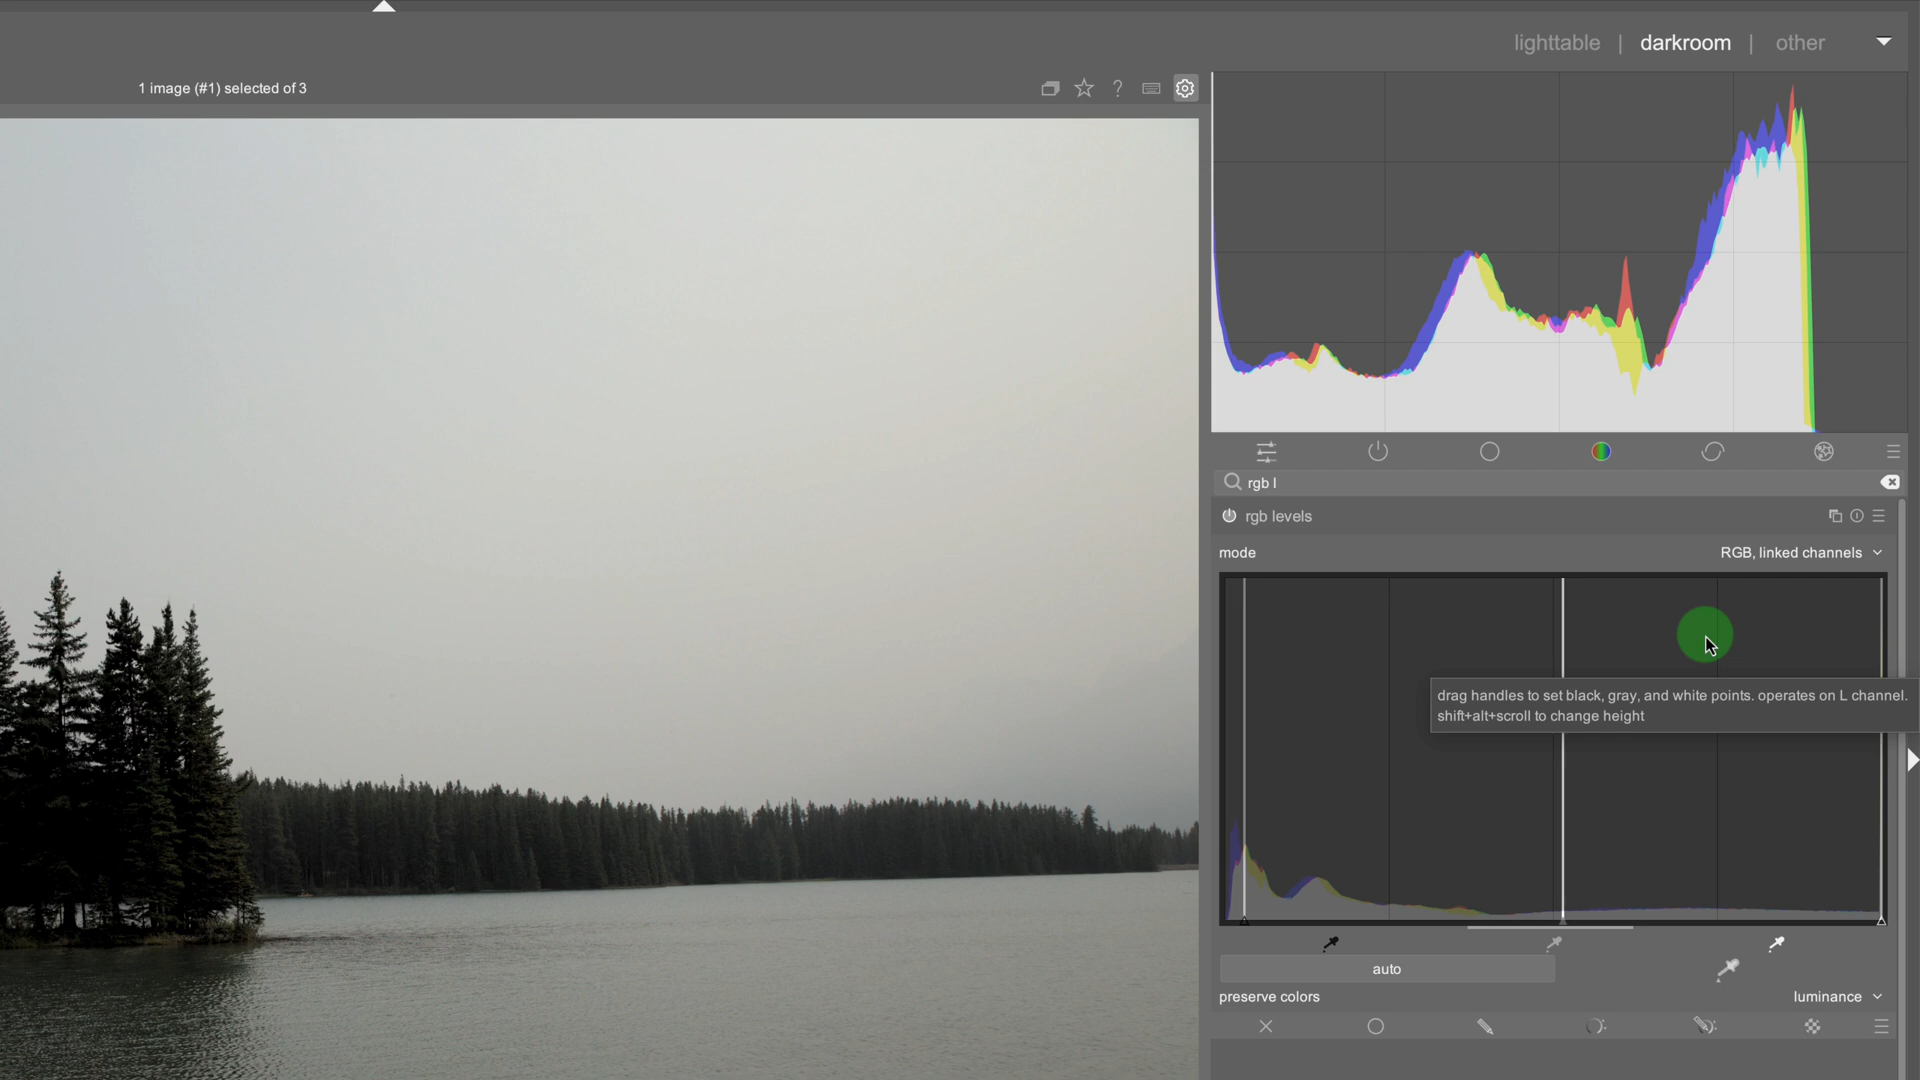 lighttable | darkroom | other
1 image (#1) selected of 3
?
rgb l
rgb levels
mode RGB, linked channels
drag handles to set black, gray, and white points. operates on L channel.
shift+alt+scroll to change height
auto
preserve colors luminance